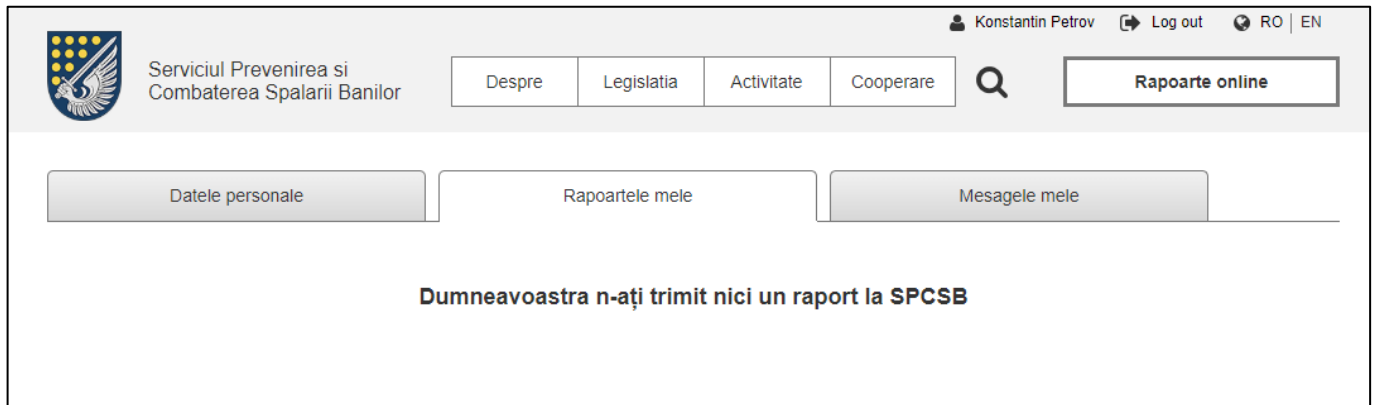 Konstantin Petrov Log out RO | EN
Serviciul Prevenirea si
Combaterea Spalarii Banilor
Despre Legislatia Activitate Cooperare Rapoarte online
Datele personale Rapoartele mele Mesagele mele
Dumneavoastra n-ați trimit nici un raport la SPCSB